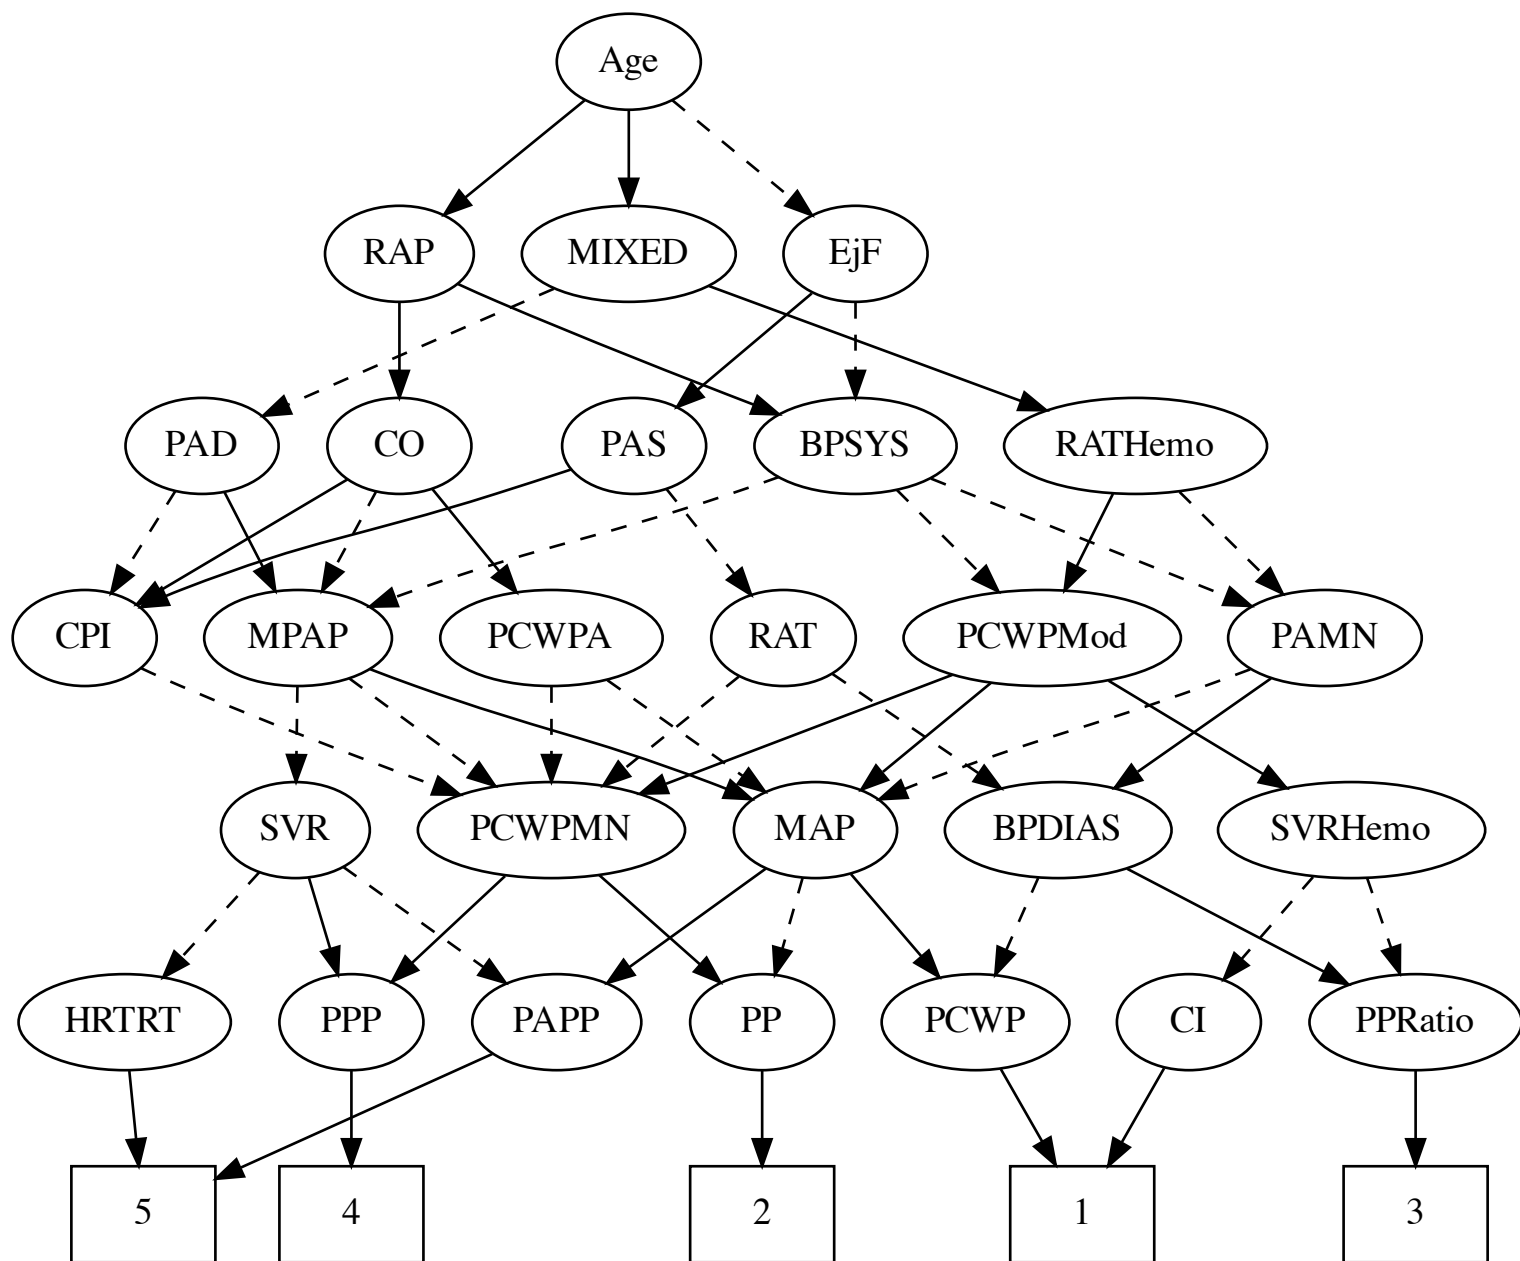 Age
RAP
MIXED
EjF
PAD
CO
PAS
BPSYS
RATHemo
CPI
MPAP
PCWPA
RAT
PCWPMod
PAMN
SVR
PCWPMN
MAP
BPDIAS
SVRHemo
HRTRT
PPP
PAPP
PP
PCWP
CI
PPRatio
5
4
2
1
3